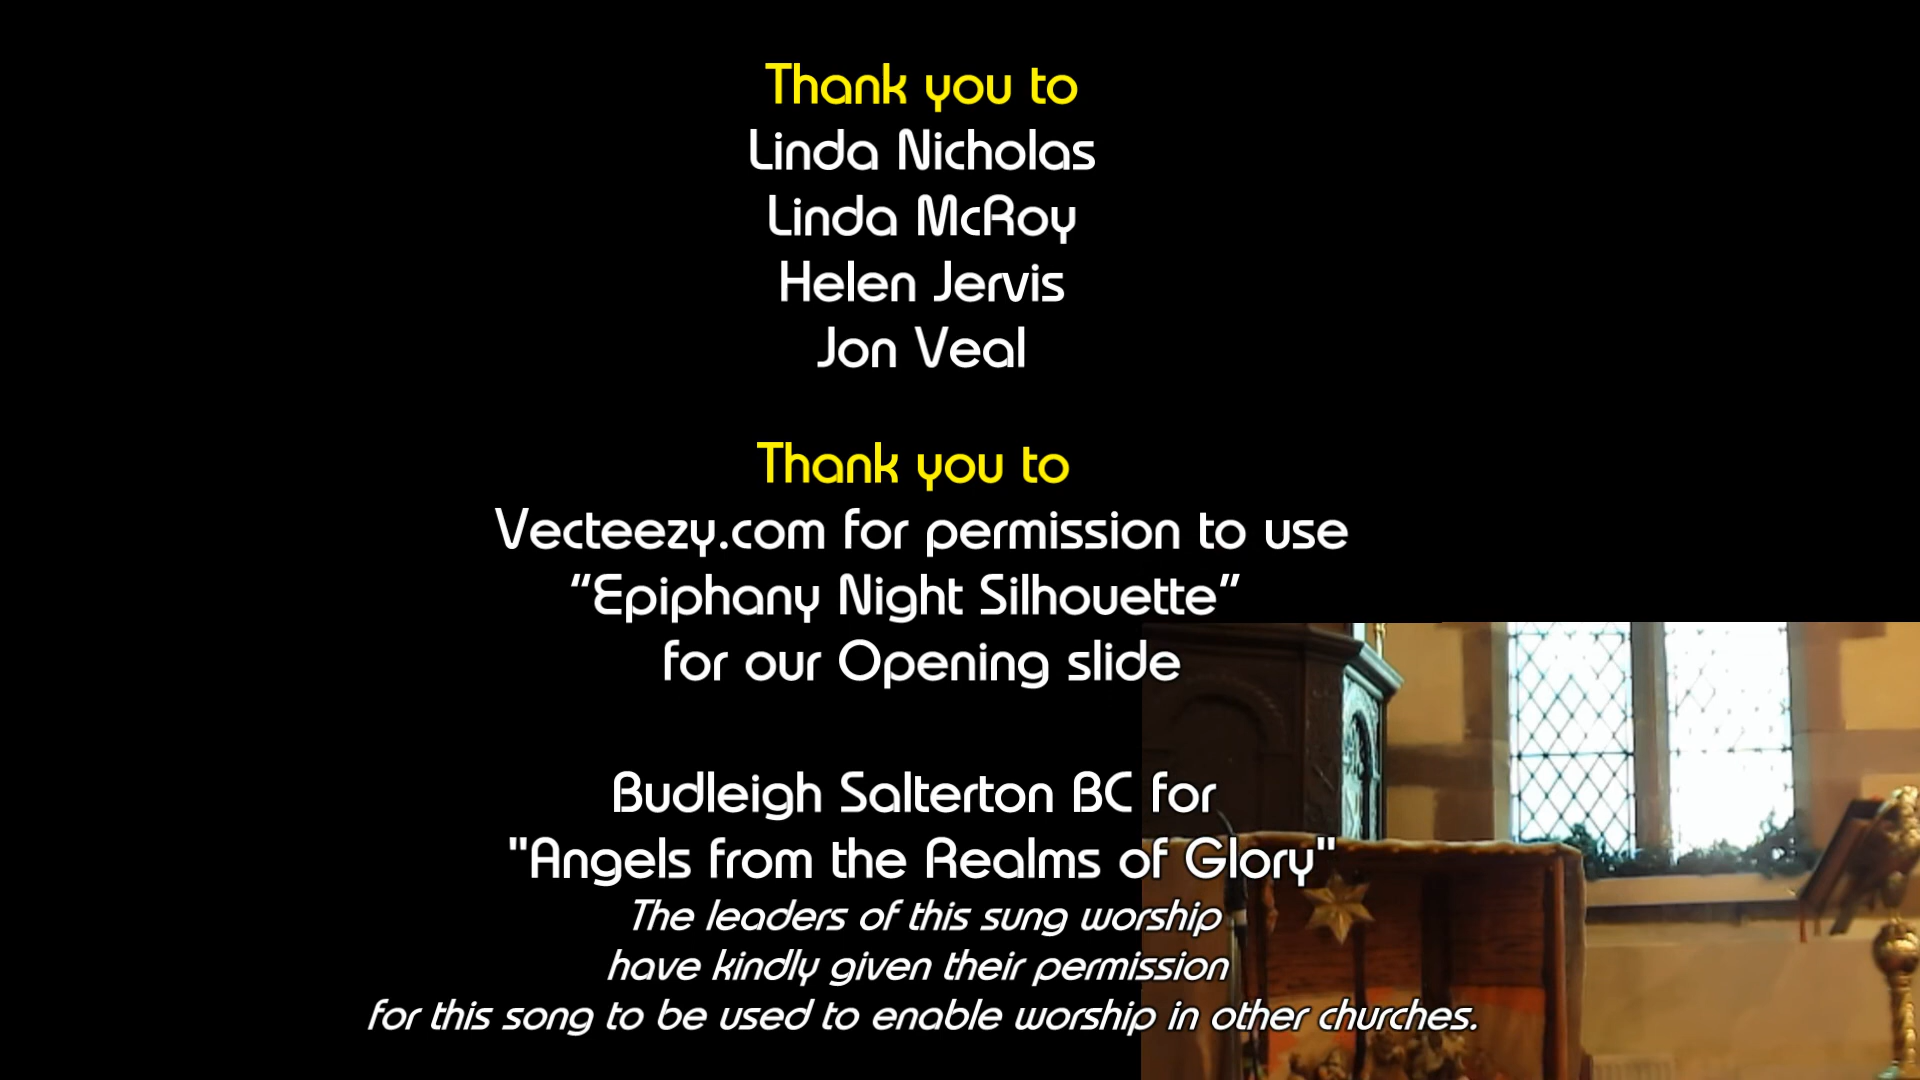 Thank you to
Linda Nicholas
Linda McRoy
Helen Jervis
Jon Veal
Thank you to
Vecteezy.com for permission to use
“Epiphany Night Silhouette”
for our Opening slide
Budleigh Salterton BC for
"Angels from the Realms of Glory"
The leaders of this sung worship
have kindly given their permission
for this song to be used to enable worship in other churches.